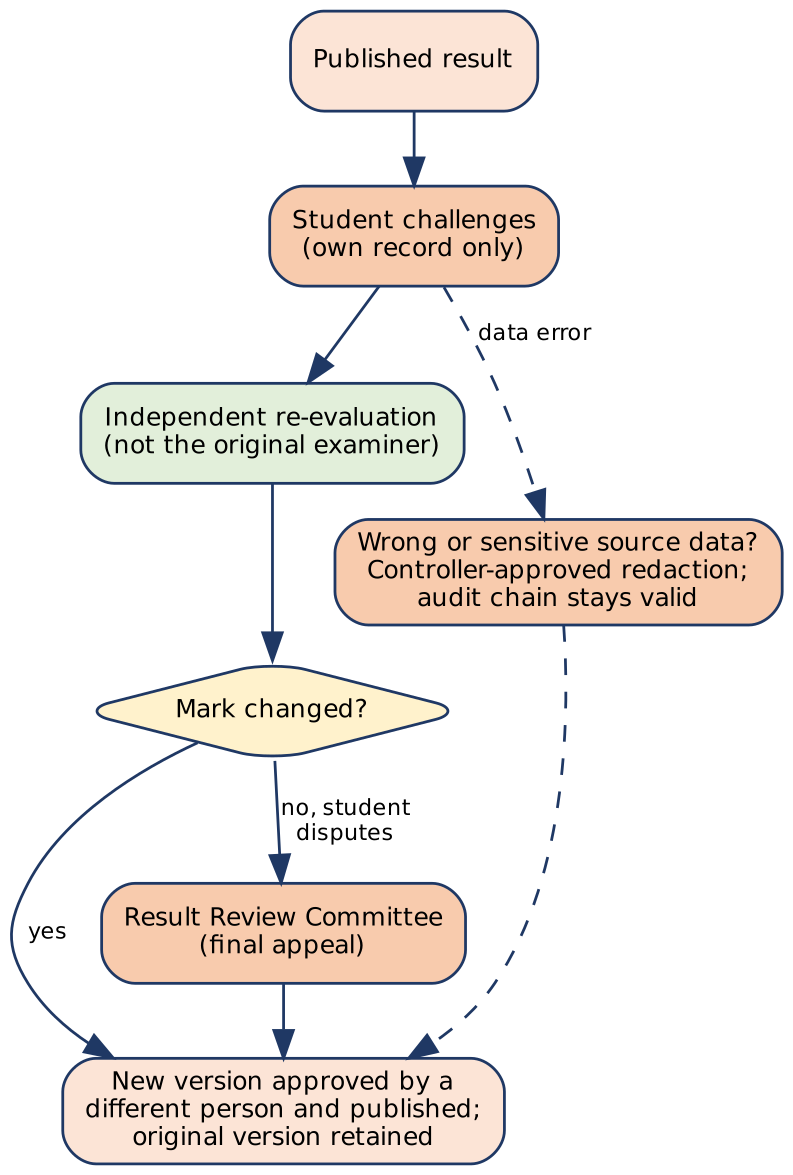 Published result
Student challenges
(own record only)
data error
Independent re-evaluation
(not the original examiner)
Wrong or sensitive source data?
Controller-approved redaction;
audit chain stays valid
Mark changed?
no, student
disputes
yes
Result Review Committee
(final appeal)
New version approved by a
different person and published;
original version retained